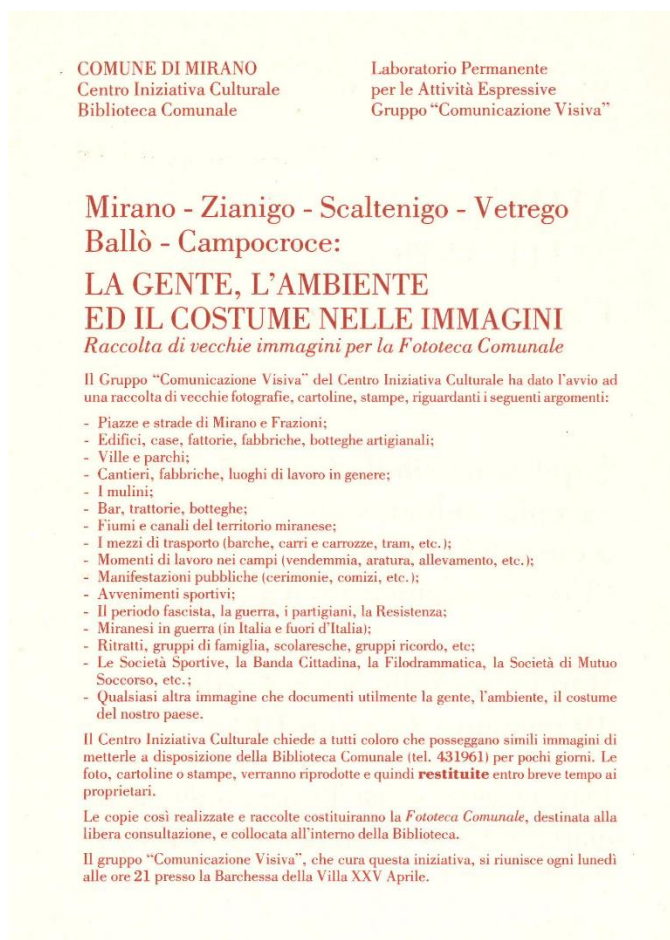 COMUNE DI MIRANO
Centro Iniziativa Culturale
Biblioteca Comunale
Laboratorio Permanente
per le Attività Espressive
Gruppo “Comunicazione Visiva”
Mirano - Zianigo - Scaltenigo - Vetrego
Ballò - Campocroce:
LA GENTE, L’AMBIENTE
ED IL COSTUME NELLE IMMAGINI
Raccolta di vecchie immagini per la Fototeca Comunale
Il Gruppo “Comunicazione Visiva” del Centro Iniziativa Culturale ha dato l’avvio ad
una raccolta di vecchie fotografie, cartoline, stampe, riguardanti i seguenti argomenti:
- Piazze e strade di Mirano e Frazioni;
- Edifici, case, fattorie, fabbriche, botteghe artigianali;
- Ville e parchi;
- Cantieri, fabbriche, luoghi di lavoro in genere;
- I mulini;
- Bar, trattorie, botteghe;
- Fiumi e canali del territorio miranese;
- I mezzi di trasporto (barche, carri e carrozze, tram, etc.);
- Momenti di lavoro nei campi (vendemmia, aratura, allevamento, etc.);
- Manifestazioni pubbliche (cerimonie, comizi, etc.);
- Avvenimenti sportivi;
- Il periodo fascista, la guerra, i partigiani, la Resistenza;
- Miranesi in guerra (in Italia e fuori d’Italia);
- Ritratti, gruppi di famiglia, scolaresche, gruppi ricordo, etc;
- Le Società Sportive, la Banda Cittadina, la Filodrammatica, la Società di Mutuo
Soccorso, etc.;
- Qualsiasi altra immagine che documenti utilmente la gente, l’ambiente, il costume
del nostro paese.
Il Centro Iniziativa Culturale chiede a tutti coloro che posseggano simili immagini di
metterle a disposizione della Biblioteca Comunale (tel. 431961) per pochi giorni. Le
foto, cartoline o stampe, verranno riprodotte e quindi restituite entro breve tempo ai
proprietari.
Le copie così realizzate e raccolte costituiranno la Fototeca Comunale, destinata alla
libera consultazione, e collocata all’interno della Biblioteca.
Il gruppo “Comunicazione Visiva”, che cura questa iniziativa, si riunisce ogni lunedì
alle ore 21 presso la Barchessa della Villa XXV Aprile.